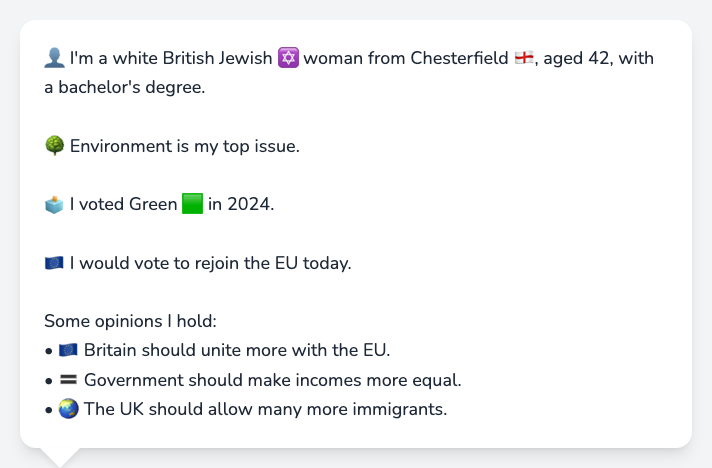 👤 I'm a white British Jewish ✡️ woman from Chesterfield 🏴󠁧󠁢󠁥󠁮󠁧󠁿, aged 42, with
a bachelor's degree.
🌳 Environment is my top issue.
🗳️ I voted Green 🟩 in 2024.
🇪🇺 I would vote to rejoin the EU today.
Some opinions I hold:
• 🇪🇺 Britain should unite more with the EU.
• 🟰 Government should make incomes more equal.
• 🌏 The UK should allow many more immigrants.